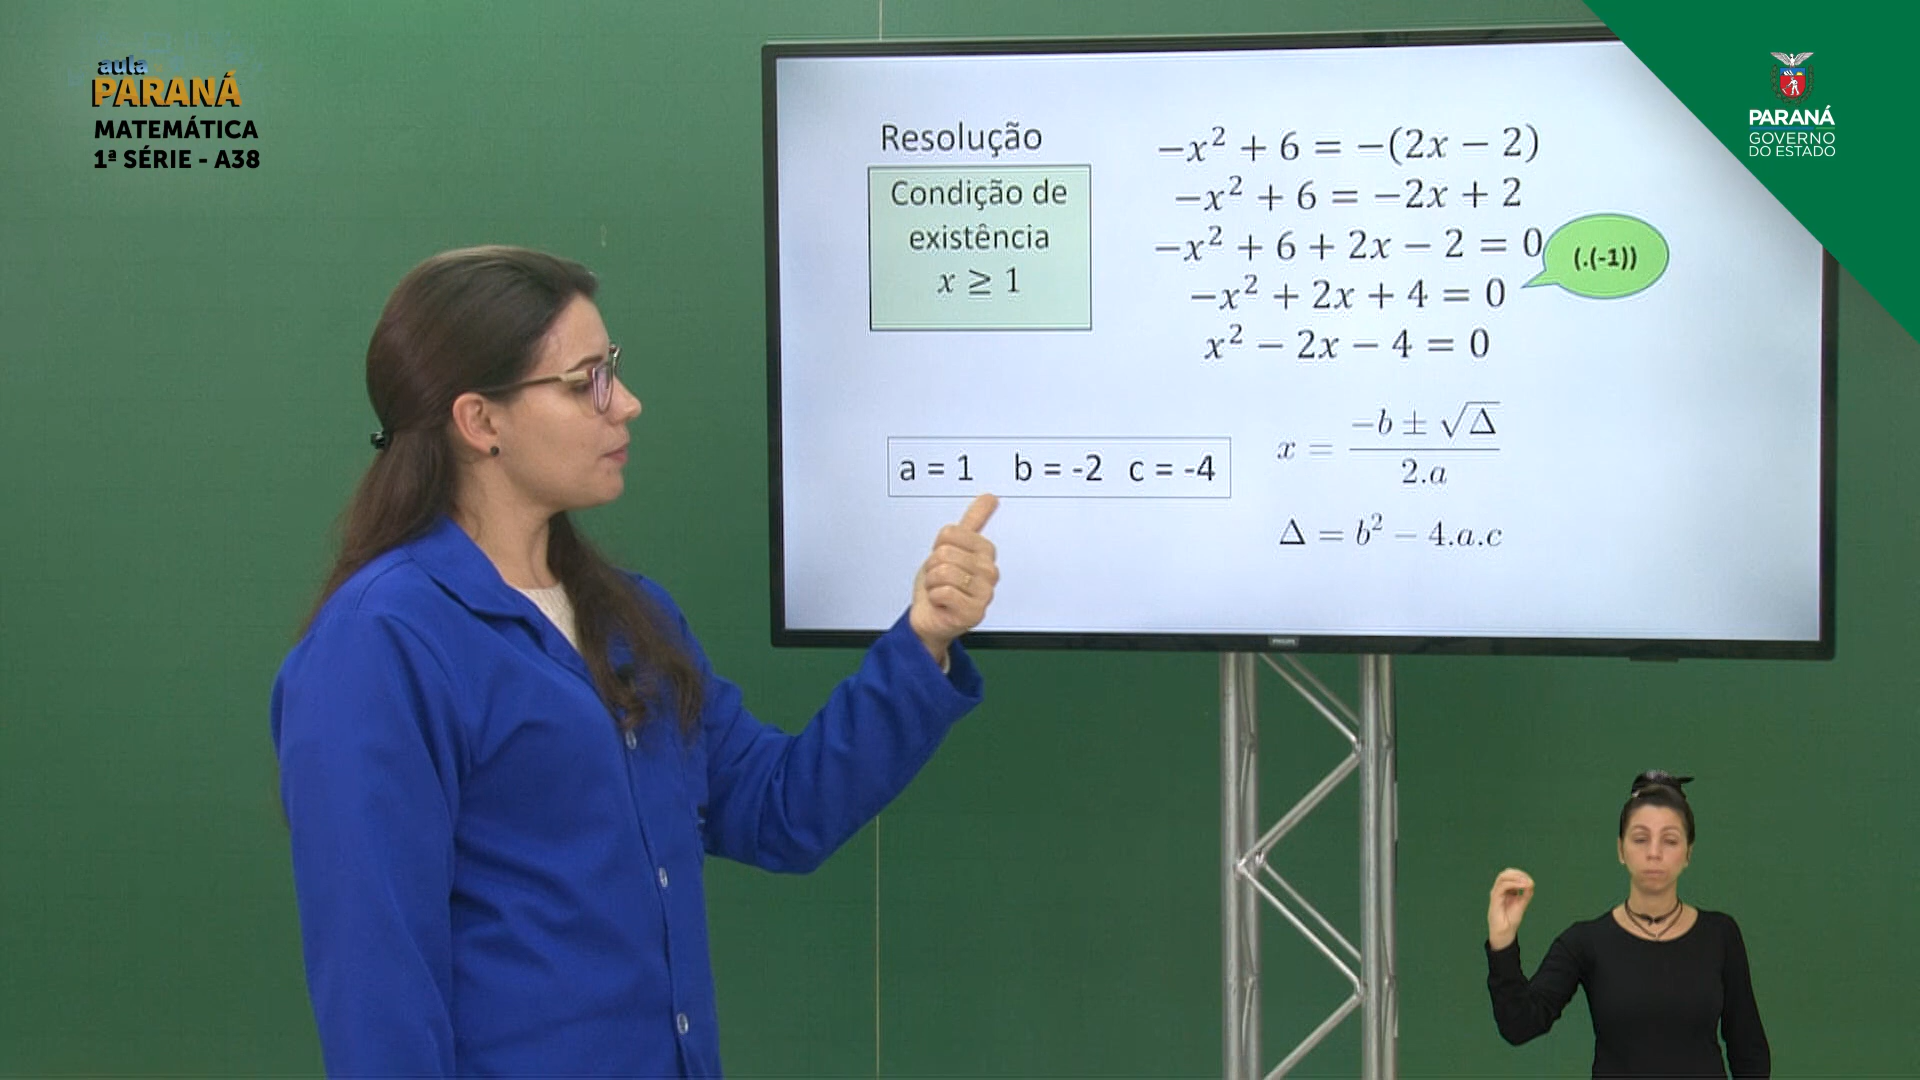 aula
PARANÁ
MATEMÁTICA
1ª SÉRIE - A38
PARANÁ
GOVERNO
DO ESTADO
Resolução
Condição de
existência
x ≥ 1
−x² + 6 = −(2x − 2)
−x² + 6 = −2x + 2
−x² + 6 + 2x − 2 = 0
(.(-1))
−x² + 2x + 4 = 0
x² − 2x − 4 = 0
a = 1 b = -2 c = -4
x = (−b ± √Δ) / 2.a
Δ = b² − 4.a.c
PHILIPS